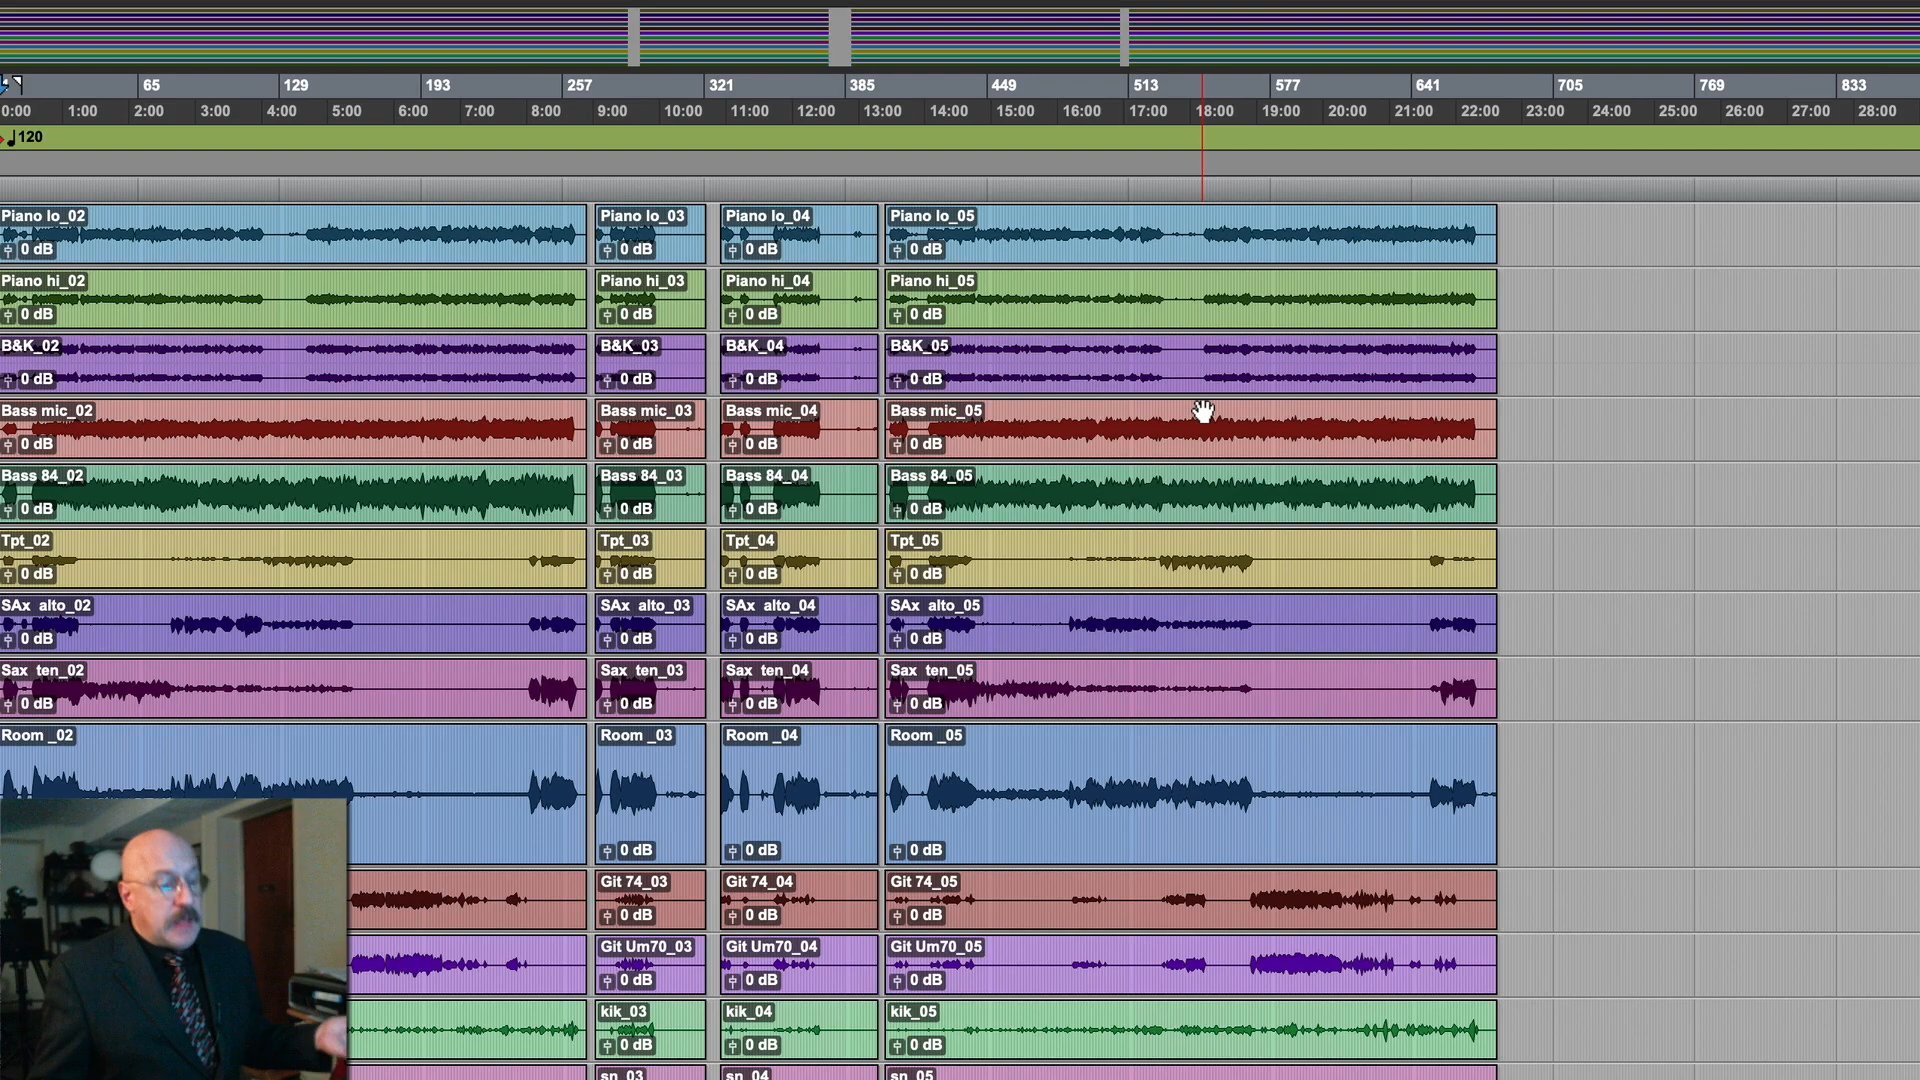 65 129 193 257 321 385 449 513 577 641 705 769 833
0:00 1:00 2:00 3:00 4:00 5:00 6:00 7:00 8:00 9:00 10:00 11:00 12:00 13:00 14:00 15:00 16:00 17:00 18:00 19:00 20:00 21:00 22:00 23:00 24:00 25:00 26:00 27:00 28:00
120
Piano lo_02 Piano lo_03 Piano lo_04 Piano lo_05
0 dB 0 dB 0 dB 0 dB
Piano hi_02 Piano hi_03 Piano hi_04 Piano hi_05
0 dB 0 dB 0 dB 0 dB
B&K_02 B&K_03 B&K_04 B&K_05
0 dB 0 dB 0 dB 0 dB
Bass mic_02 Bass mic_03 Bass mic_04 Bass mic_05
0 dB 0 dB 0 dB 0 dB
Bass 84_02 Bass 84_03 Bass 84_04 Bass 84_05
0 dB 0 dB 0 dB 0 dB
Tpt_02 Tpt_03 Tpt_04 Tpt_05
0 dB 0 dB 0 dB 0 dB
SAx alto_02 SAx alto_03 SAx alto_04 SAx alto_05
0 dB 0 dB 0 dB 0 dB
Sax ten_02 Sax ten_03 Sax ten_04 Sax ten_05
0 dB 0 dB 0 dB 0 dB
Room _02 Room _03 Room _04 Room _05
0 dB 0 dB 0 dB
Git 74_03 Git 74_04 Git 74_05
0 dB 0 dB 0 dB
Git Um70_03 Git Um70_04 Git Um70_05
0 dB 0 dB 0 dB
kik_03 kik_04 kik_05
0 dB 0 dB 0 dB
sn_03 sn_04 sn_05